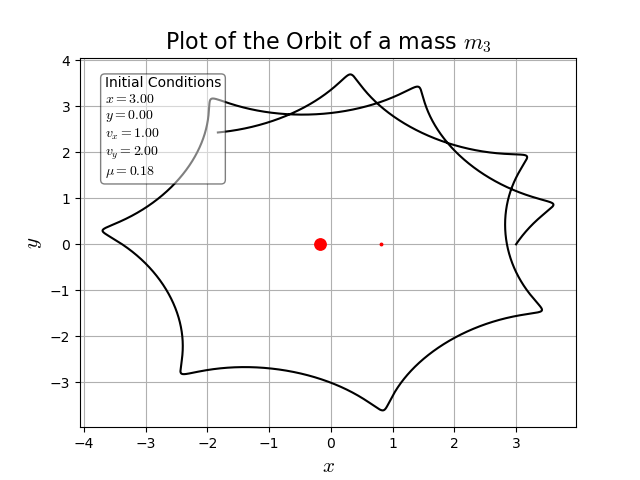 Plot of the Orbit of a mass m₃
Initial Conditions
x = 3.00
y = 0.00
vₓ = 1.00
v_y = 2.00
μ = 0.18
y
4
3
2
1
0
−1
−2
−3
−4 −3 −2 −1 0 1 2 3
x